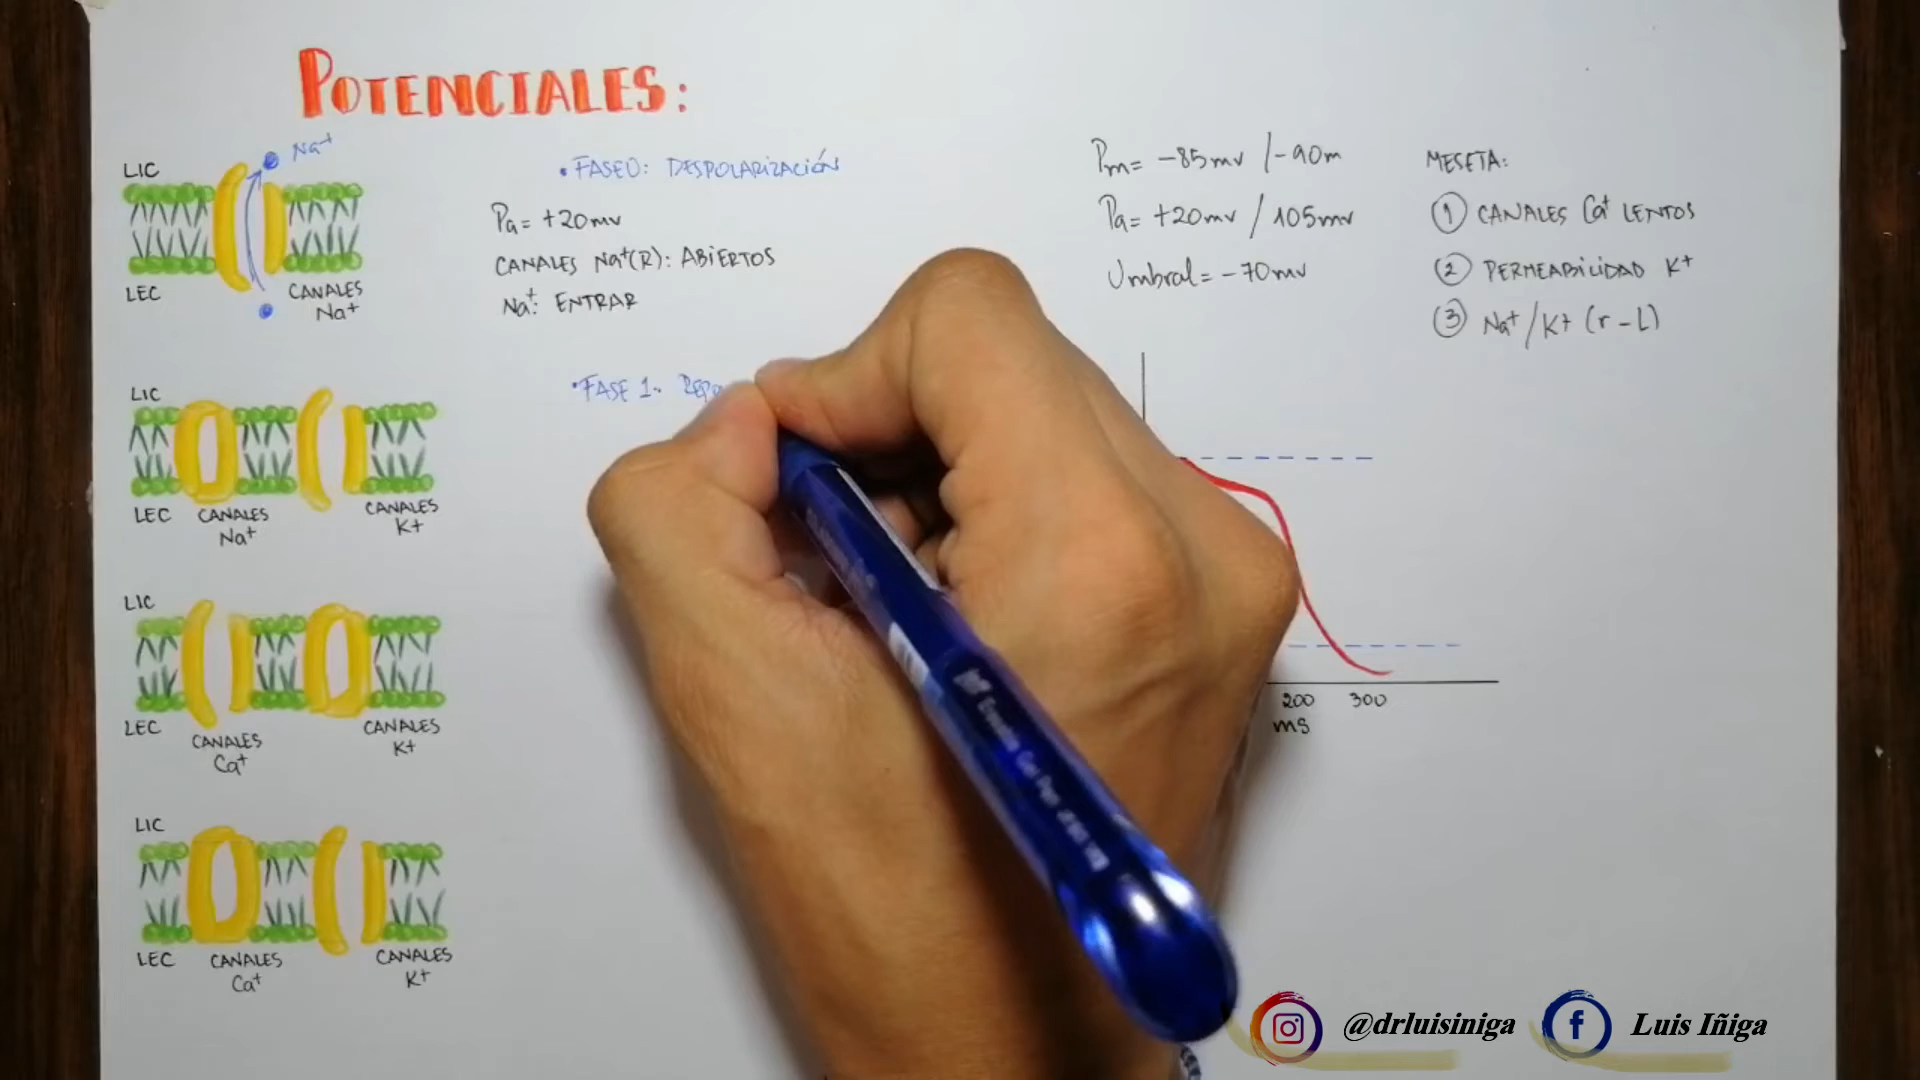 POTENCIALES:
LIC
Na+
LEC
CANALES
Na+
• FASE 0: DESPOLARIZACIÓN
Pa= +20mv
CANALES Na+(R): ABIERTOS
Na+: ENTRAR
• FASE 1:
Pm= -85mv /-90m
Pa= +20mv / 105mv
Umbral= -70mv
MESETA:
① CANALES Ca+ LENTOS
② PERMEABILIDAD K+
③ Na+/K+ (r-L)
LIC
LEC
CANALES
Na+
CANALES
K+
LIC
LEC
CANALES
Ca+
CANALES
K+
LIC
LEC
CANALES
Ca+
CANALES
K+
200 300
ms
@drluisiniga
Luis Iñiga